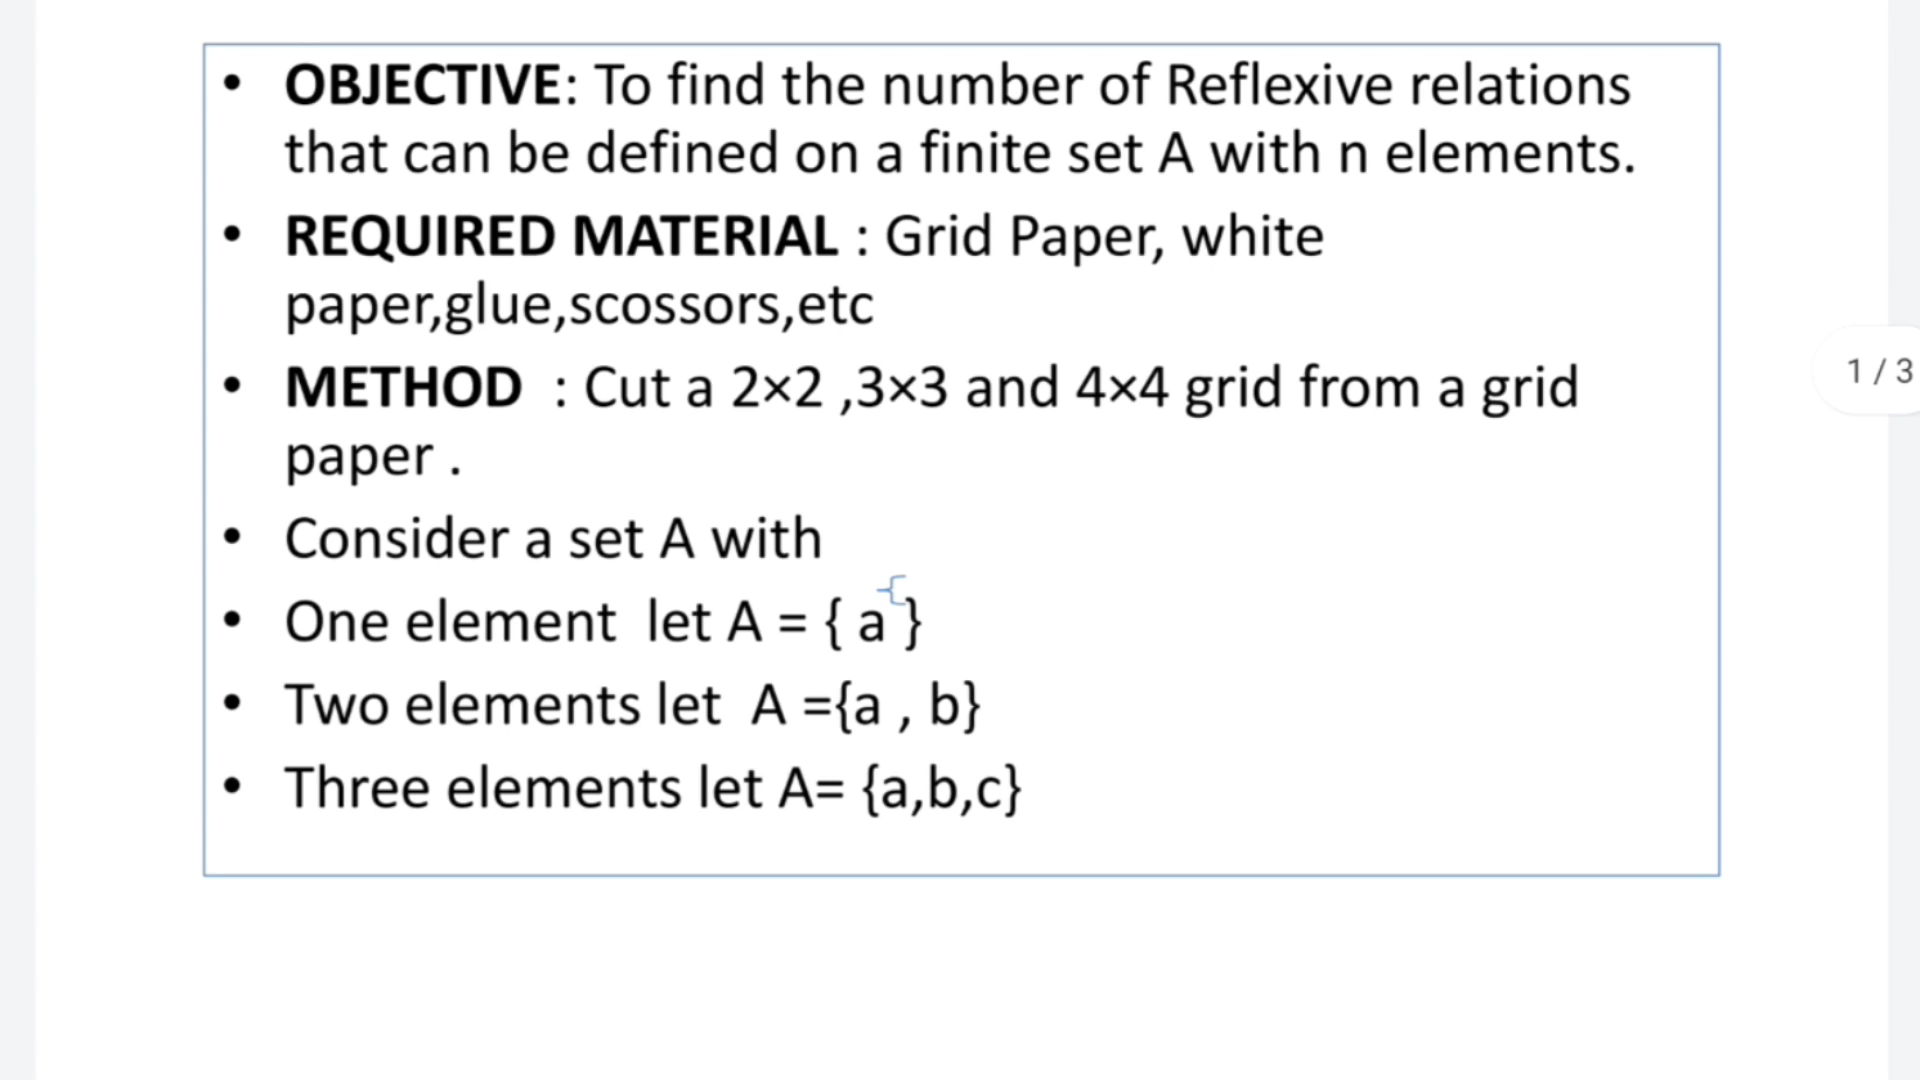 • OBJECTIVE: To find the number of Reflexive relations
that can be defined on a finite set A with n elements.
• REQUIRED MATERIAL : Grid Paper, white
paper,glue,scossors,etc
• METHOD : Cut a 2×2 ,3×3 and 4×4 grid from a grid
paper .
• Consider a set A with
• One element let A = { a }
• Two elements let A ={a , b}
• Three elements let A= {a,b,c}
1 / 3